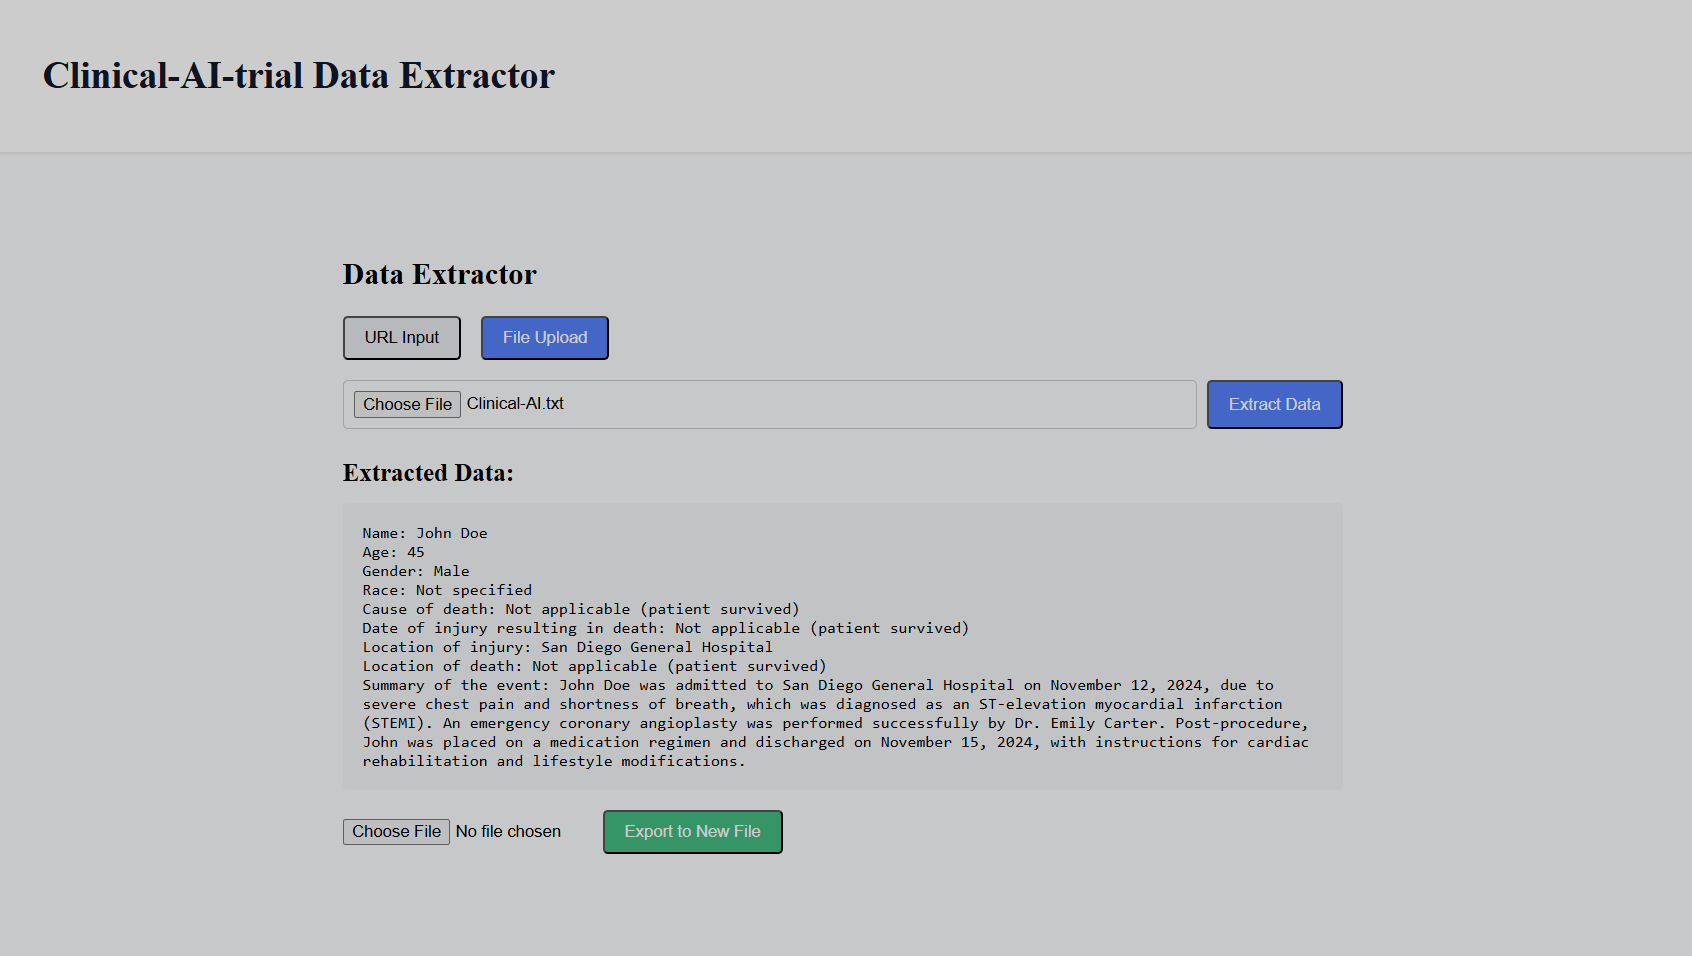 Clinical-AI-trial Data Extractor
Data Extractor
URL Input File Upload
Choose File Clinical-AI.txt Extract Data
Extracted Data:
Name: John Doe
Age: 45
Gender: Male
Race: Not specified
Cause of death: Not applicable (patient survived)
Date of injury resulting in death: Not applicable (patient survived)
Location of injury: San Diego General Hospital
Location of death: Not applicable (patient survived)
Summary of the event: John Doe was admitted to San Diego General Hospital on November 12, 2024, due to
severe chest pain and shortness of breath, which was diagnosed as an ST-elevation myocardial infarction
(STEMI). An emergency coronary angioplasty was performed successfully by Dr. Emily Carter. Post-procedure,
John was placed on a medication regimen and discharged on November 15, 2024, with instructions for cardiac
rehabilitation and lifestyle modifications.
Choose File No file chosen Export to New File